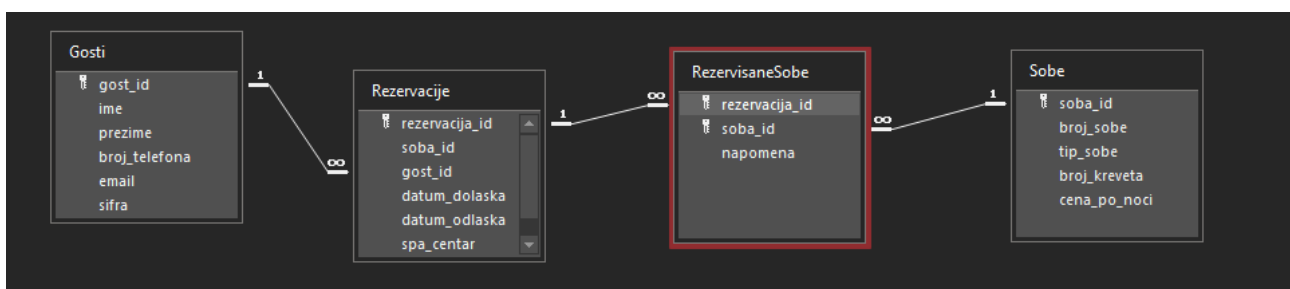 Gosti
gost_id
ime
prezime
broj_telefona
email
sifra
1
∞
Rezervacije
rezervacija_id
soba_id
gost_id
datum_dolaska
datum_odlaska
spa_centar
1
∞
RezervisaneSobe
rezervacija_id
soba_id
napomena
∞
1
Sobe
soba_id
broj_sobe
tip_sobe
broj_kreveta
cena_po_noci